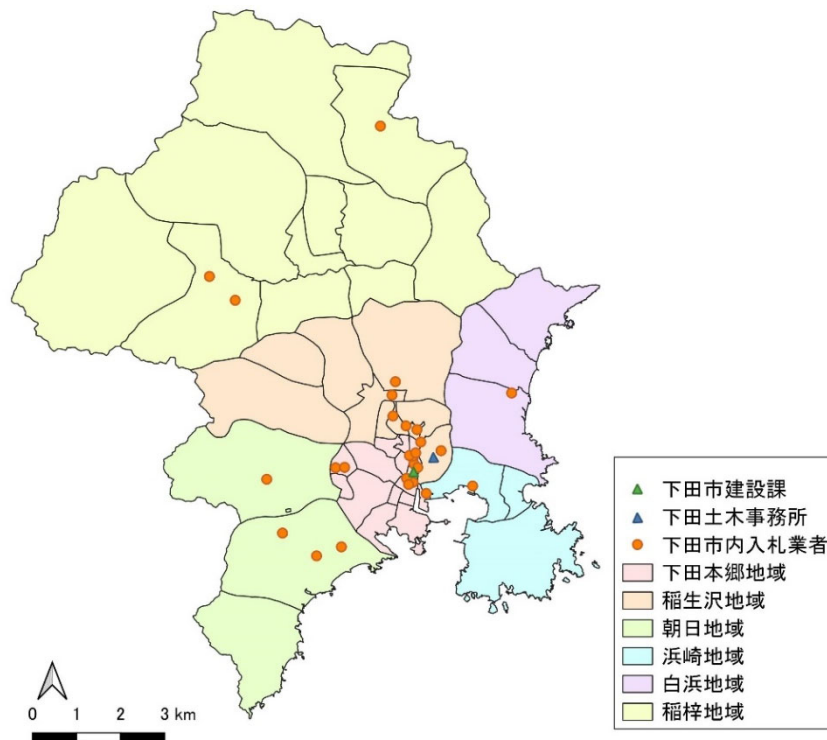 下田市建設課
下田土木事務所
下田市内入札業者
下田本郷地域
稲生沢地域
朝日地域
浜崎地域
白浜地域
稲梓地域
0 1 2 3 km